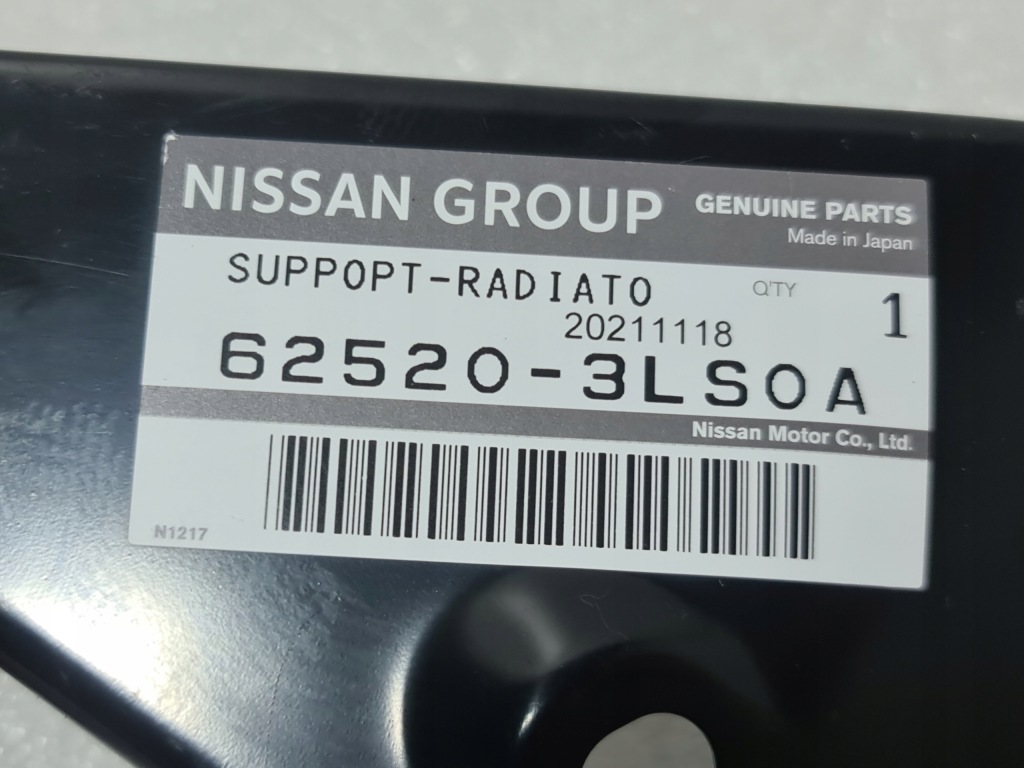 NISSAN GROUP GENUINE PARTS
Made in Japan
SUPPOPT-RADIATO Q'TY 1
20211118
62520-3LS0A
Nissan Motor Co., Ltd.
N1217